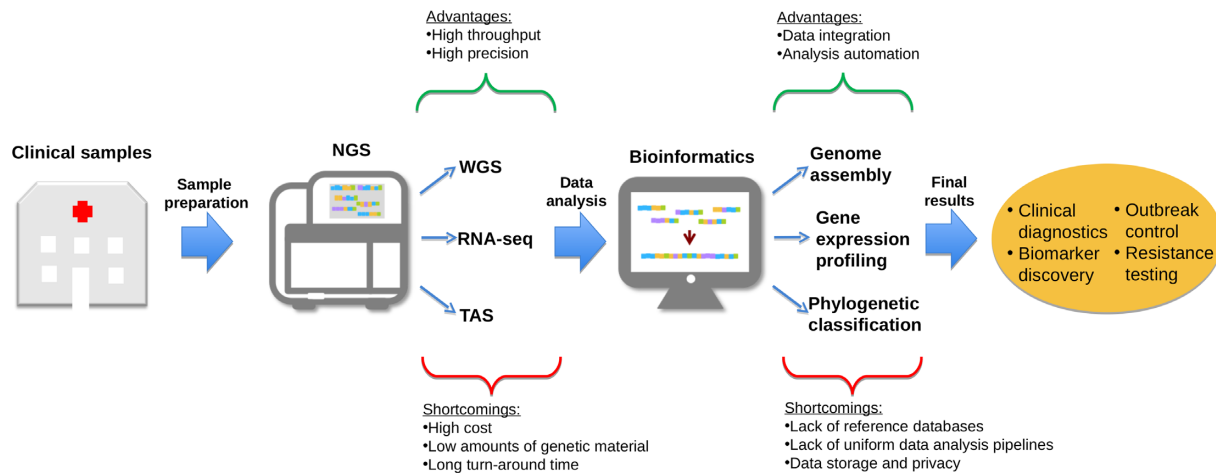 Advantages:
•High throughput
•High precision
Advantages:
•Data integration
•Analysis automation
Clinical samples
Sample
preparation
NGS
WGS
RNA-seq
TAS
Data
analysis
Bioinformatics
Genome
assembly
Gene
expression
profiling
Phylogenetic
classification
Final
results
• Clinical
diagnostics
• Biomarker
discovery
• Outbreak
control
• Resistance
testing
Shortcomings:
•High cost
•Low amounts of genetic material
•Long turn-around time
Shortcomings:
•Lack of reference databases
•Lack of uniform data analysis pipelines
•Data storage and privacy